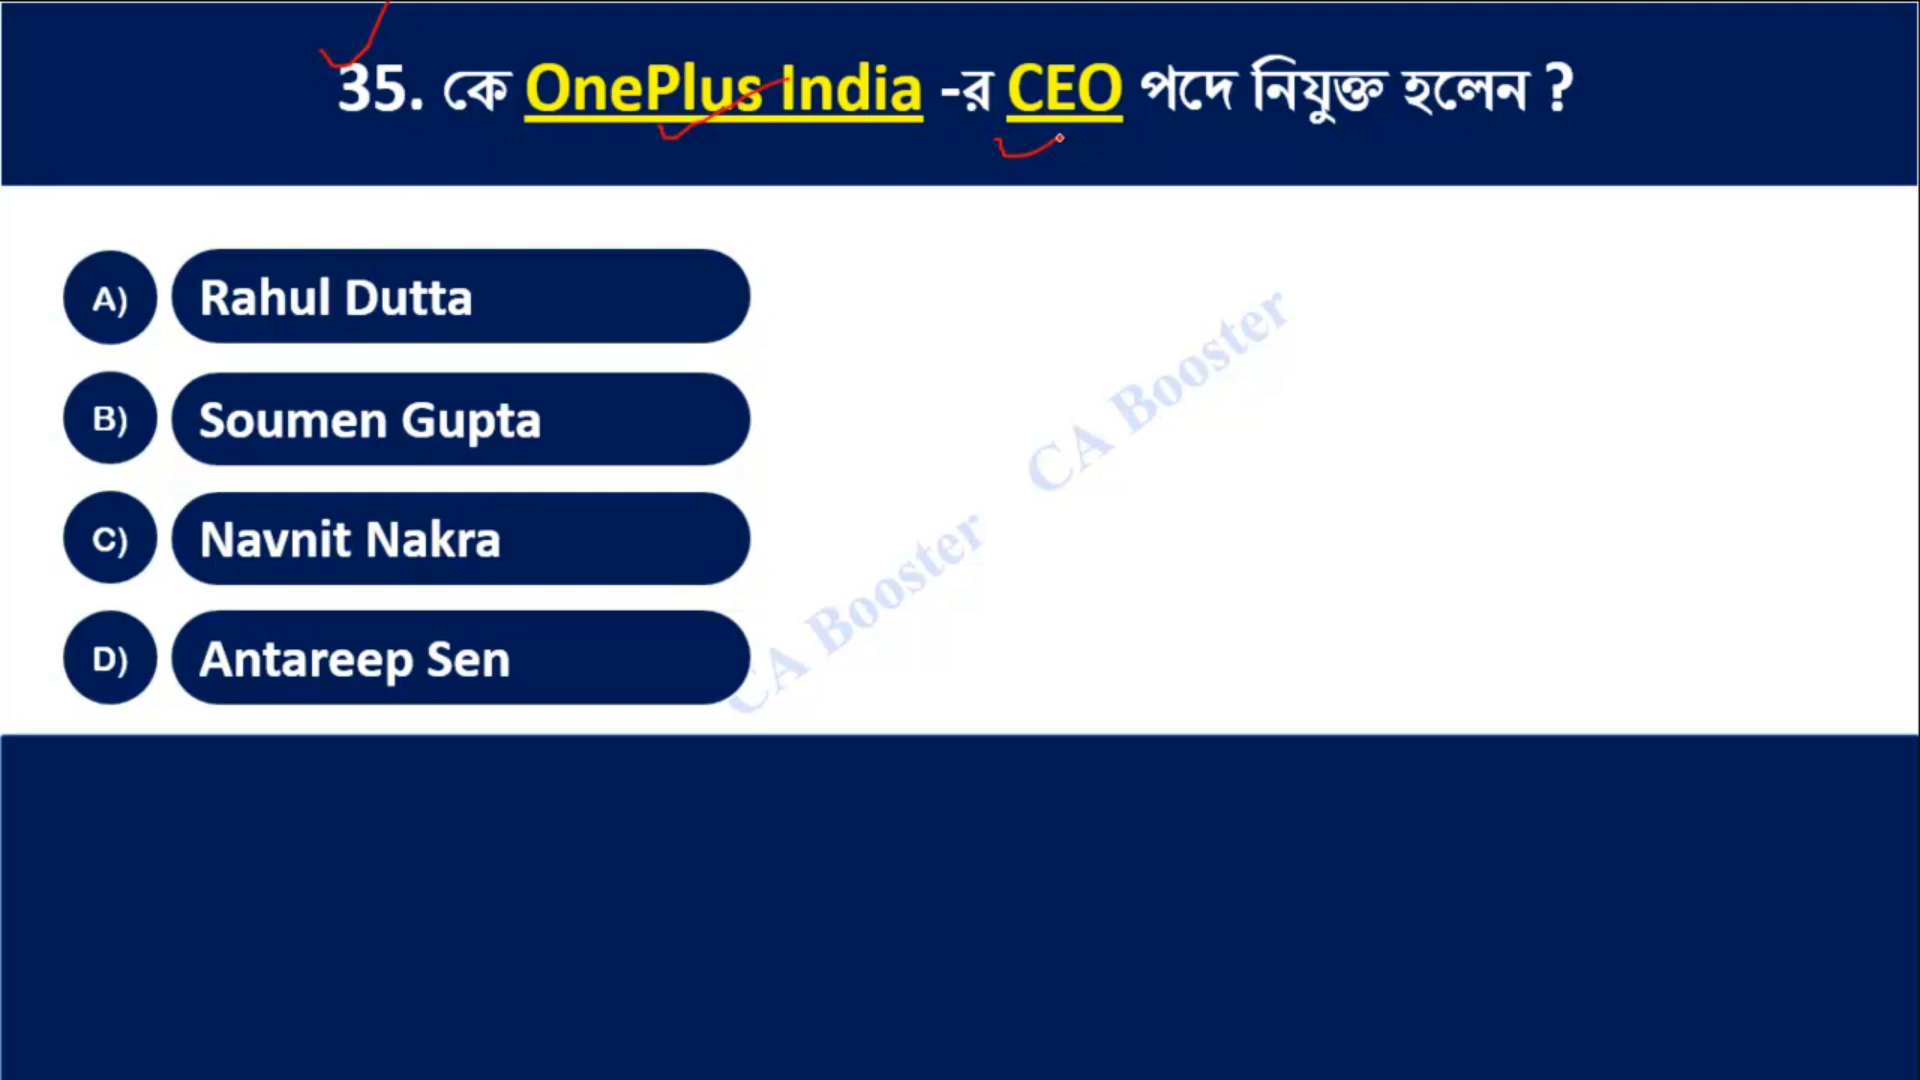 35. কে OnePlus India -র CEO পদে নিযুক্ত হলেন ?
A) Rahul Dutta
B) Soumen Gupta
C) Navnit Nakra
D) Antareep Sen
CA Booster
CA Booster